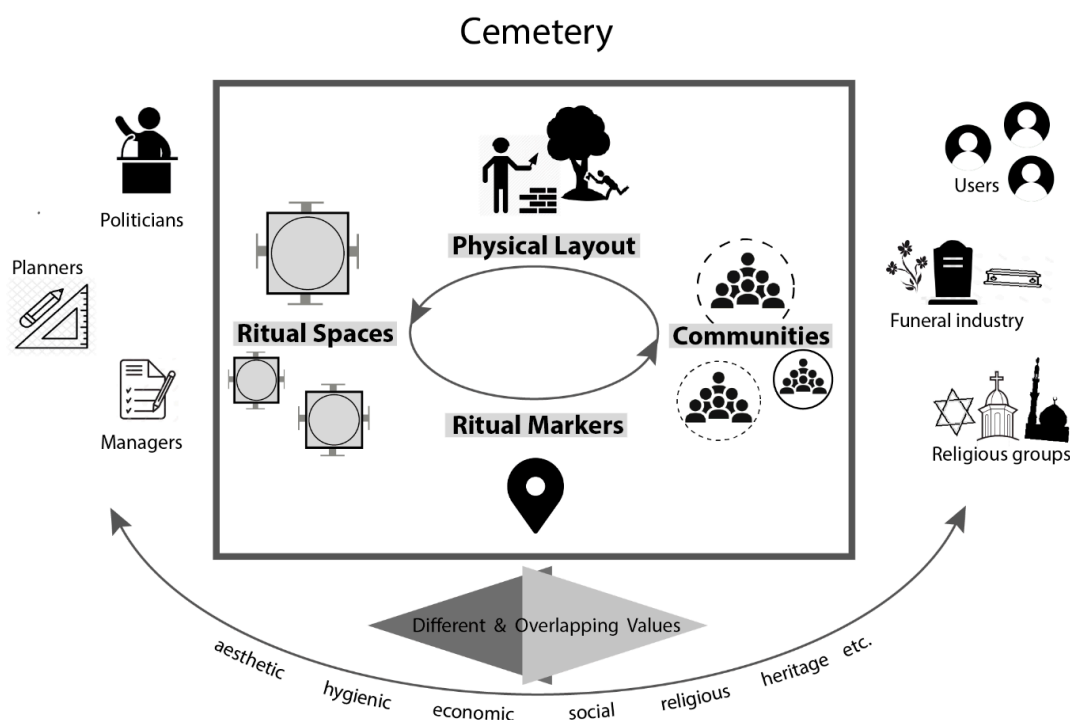 Cemetery
Politicians
Planners
Managers
Physical Layout
Ritual Spaces
Communities
Ritual Markers
Users
Funeral industry
Religious groups
Different & Overlapping Values
aesthetic hygienic economic social religious heritage etc.